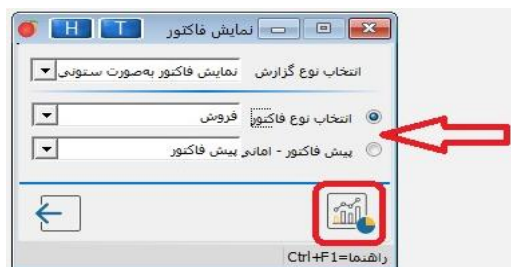 نمایش فاکتور T H
انتخاب نوع گزارش نمایش فاکتور به‌صورت ستونی
انتخاب نوع فاکتور فروش
پیش فاکتور - امانی پیش فاکتور
راهنما=Ctrl+F1